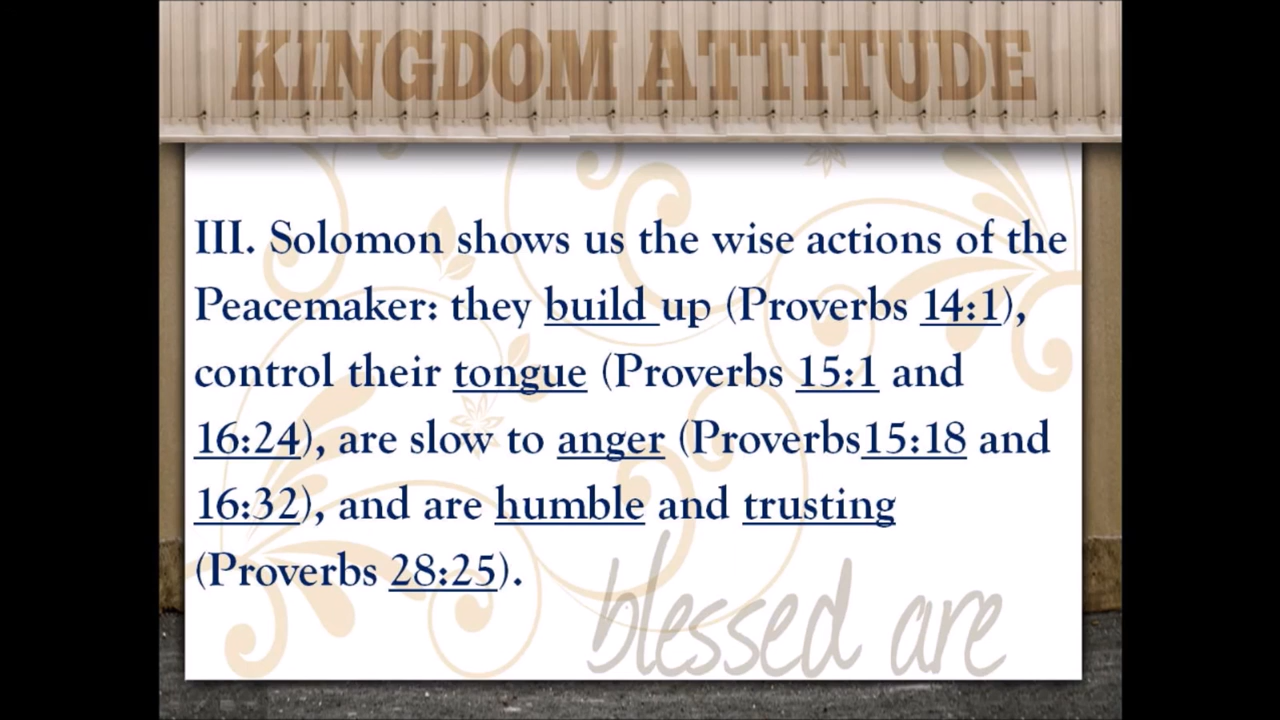 KINGDOM ATTITUDE
III. Solomon shows us the wise actions of the
Peacemaker: they build up (Proverbs 14:1),
control their tongue (Proverbs 15:1 and
16:24), are slow to anger (Proverbs15:18 and
16:32), and are humble and trusting
(Proverbs 28:25).
blessed are